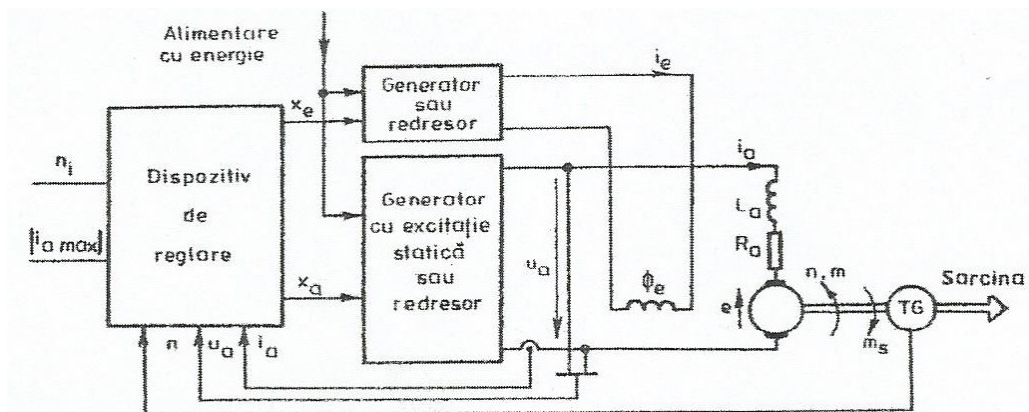 Alimentare
cu energie
x_e
Generator
sau
redresor
i_e
n_i
|i_a max|
Dispozitiv
de
reglare
x_a
Generator
cu excitație
statică
sau
redresor
u_a
i_a
L_a
R_a
ϕ_e
e
n, m
m_s
TG
Sarcina
n
u_a
i_a